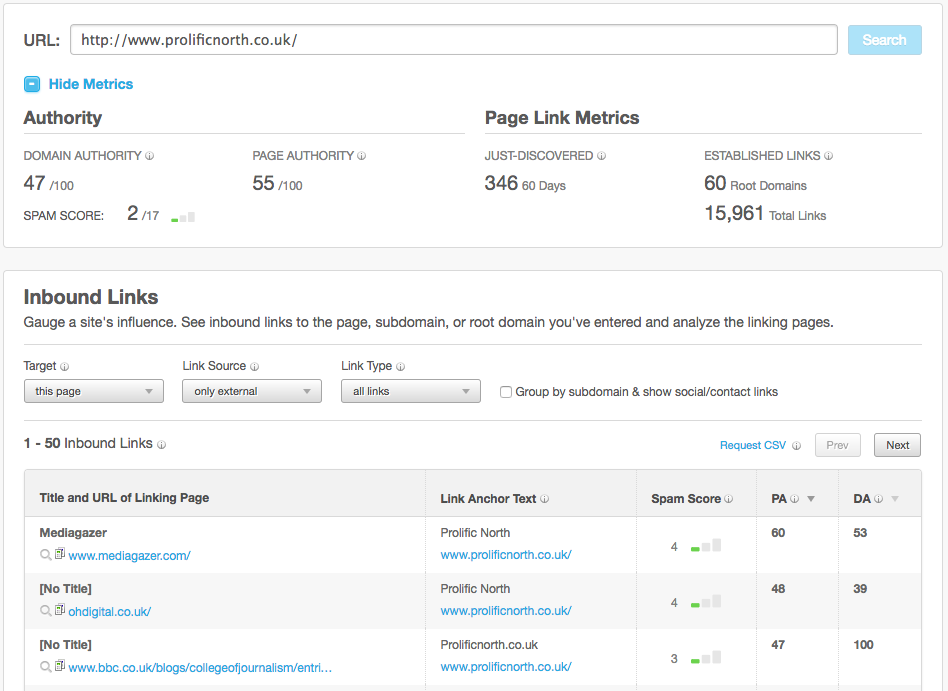 URL: http://www.prolificnorth.co.uk/ Search
Hide Metrics
Authority Page Link Metrics
DOMAIN AUTHORITY PAGE AUTHORITY JUST-DISCOVERED ESTABLISHED LINKS
47 /100 55 /100 346 60 Days 60 Root Domains
SPAM SCORE: 2 /17 15,961 Total Links
Inbound Links
Gauge a site's influence. See inbound links to the page, subdomain, or root domain you've entered and analyze the linking pages.
Target Link Source Link Type
this page only external all links Group by subdomain & show social/contact links
1 - 50 Inbound Links Request CSV Prev Next
Title and URL of Linking Page Link Anchor Text Spam Score PA DA
Mediagazer Prolific North 60 53
www.mediagazer.com/ www.prolificnorth.co.uk/ 4
[No Title] Prolific North 48 39
ohdigital.co.uk/ www.prolificnorth.co.uk/ 4
[No Title] Prolificnorth.co.uk 47 100
www.bbc.co.uk/blogs/collegeofjournalism/entri... www.prolificnorth.co.uk/ 3